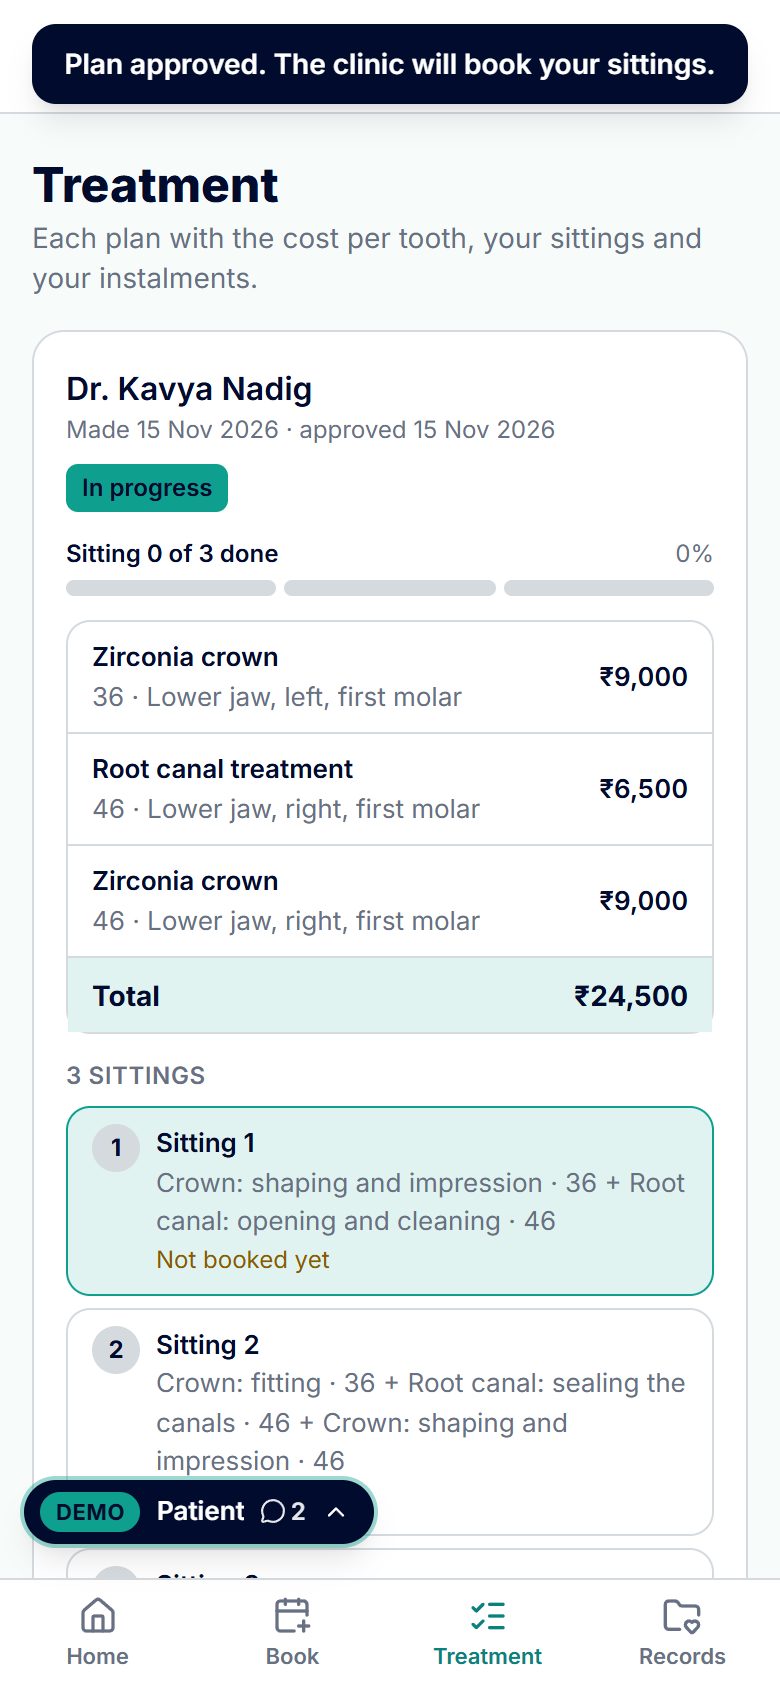 Plan approved. The clinic will book your sittings.
Treatment
Each plan with the cost per tooth, your sittings and
your instalments.
Dr. Kavya Nadig
Made 15 Nov 2026 · approved 15 Nov 2026
In progress
Sitting 0 of 3 done
0%
Zirconia crown
36 · Lower jaw, left, first molar
₹9,000
Root canal treatment
46 · Lower jaw, right, first molar
₹6,500
Zirconia crown
46 · Lower jaw, right, first molar
₹9,000
Total
₹24,500
3 SITTINGS
1
Sitting 1
Crown: shaping and impression · 36 + Root
canal: opening and cleaning · 46
Not booked yet
2
Sitting 2
Crown: fitting · 36 + Root canal: sealing the
canals · 46 + Crown: shaping and
impression · 46
DEMO Patient 2
Home
Book
Treatment
Records